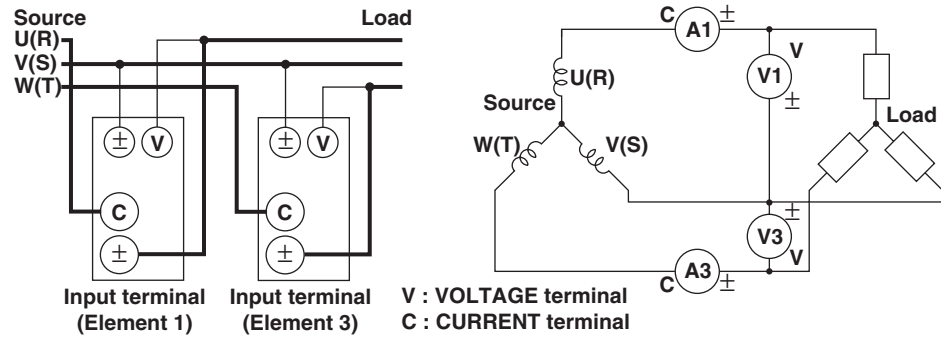 Source
Load
U(R)
V(S)
W(T)
± V ± V
C C
± ±
Input terminal
(Element 1)
Input terminal
(Element 3)
C A1 ±
V
V1
±
U(R)
Source
Load
W(T)
V(S)
±
V3
V
C A3 ±
V : VOLTAGE terminal
C : CURRENT terminal